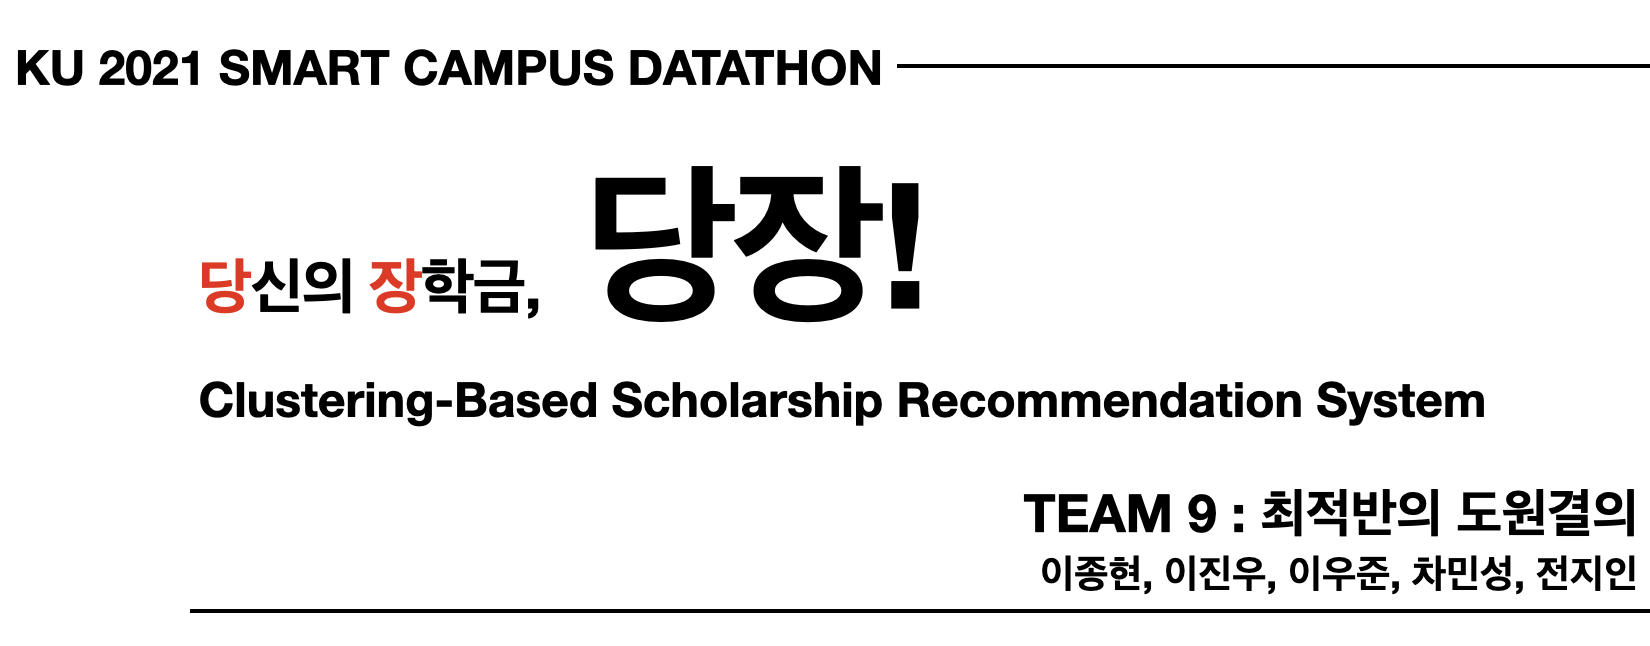 KU 2021 SMART CAMPUS DATATHON
당신의 장학금, 당장!
Clustering-Based Scholarship Recommendation System
TEAM 9 : 최적반의 도원결의
이종현, 이진우, 이우준, 차민성, 전지인